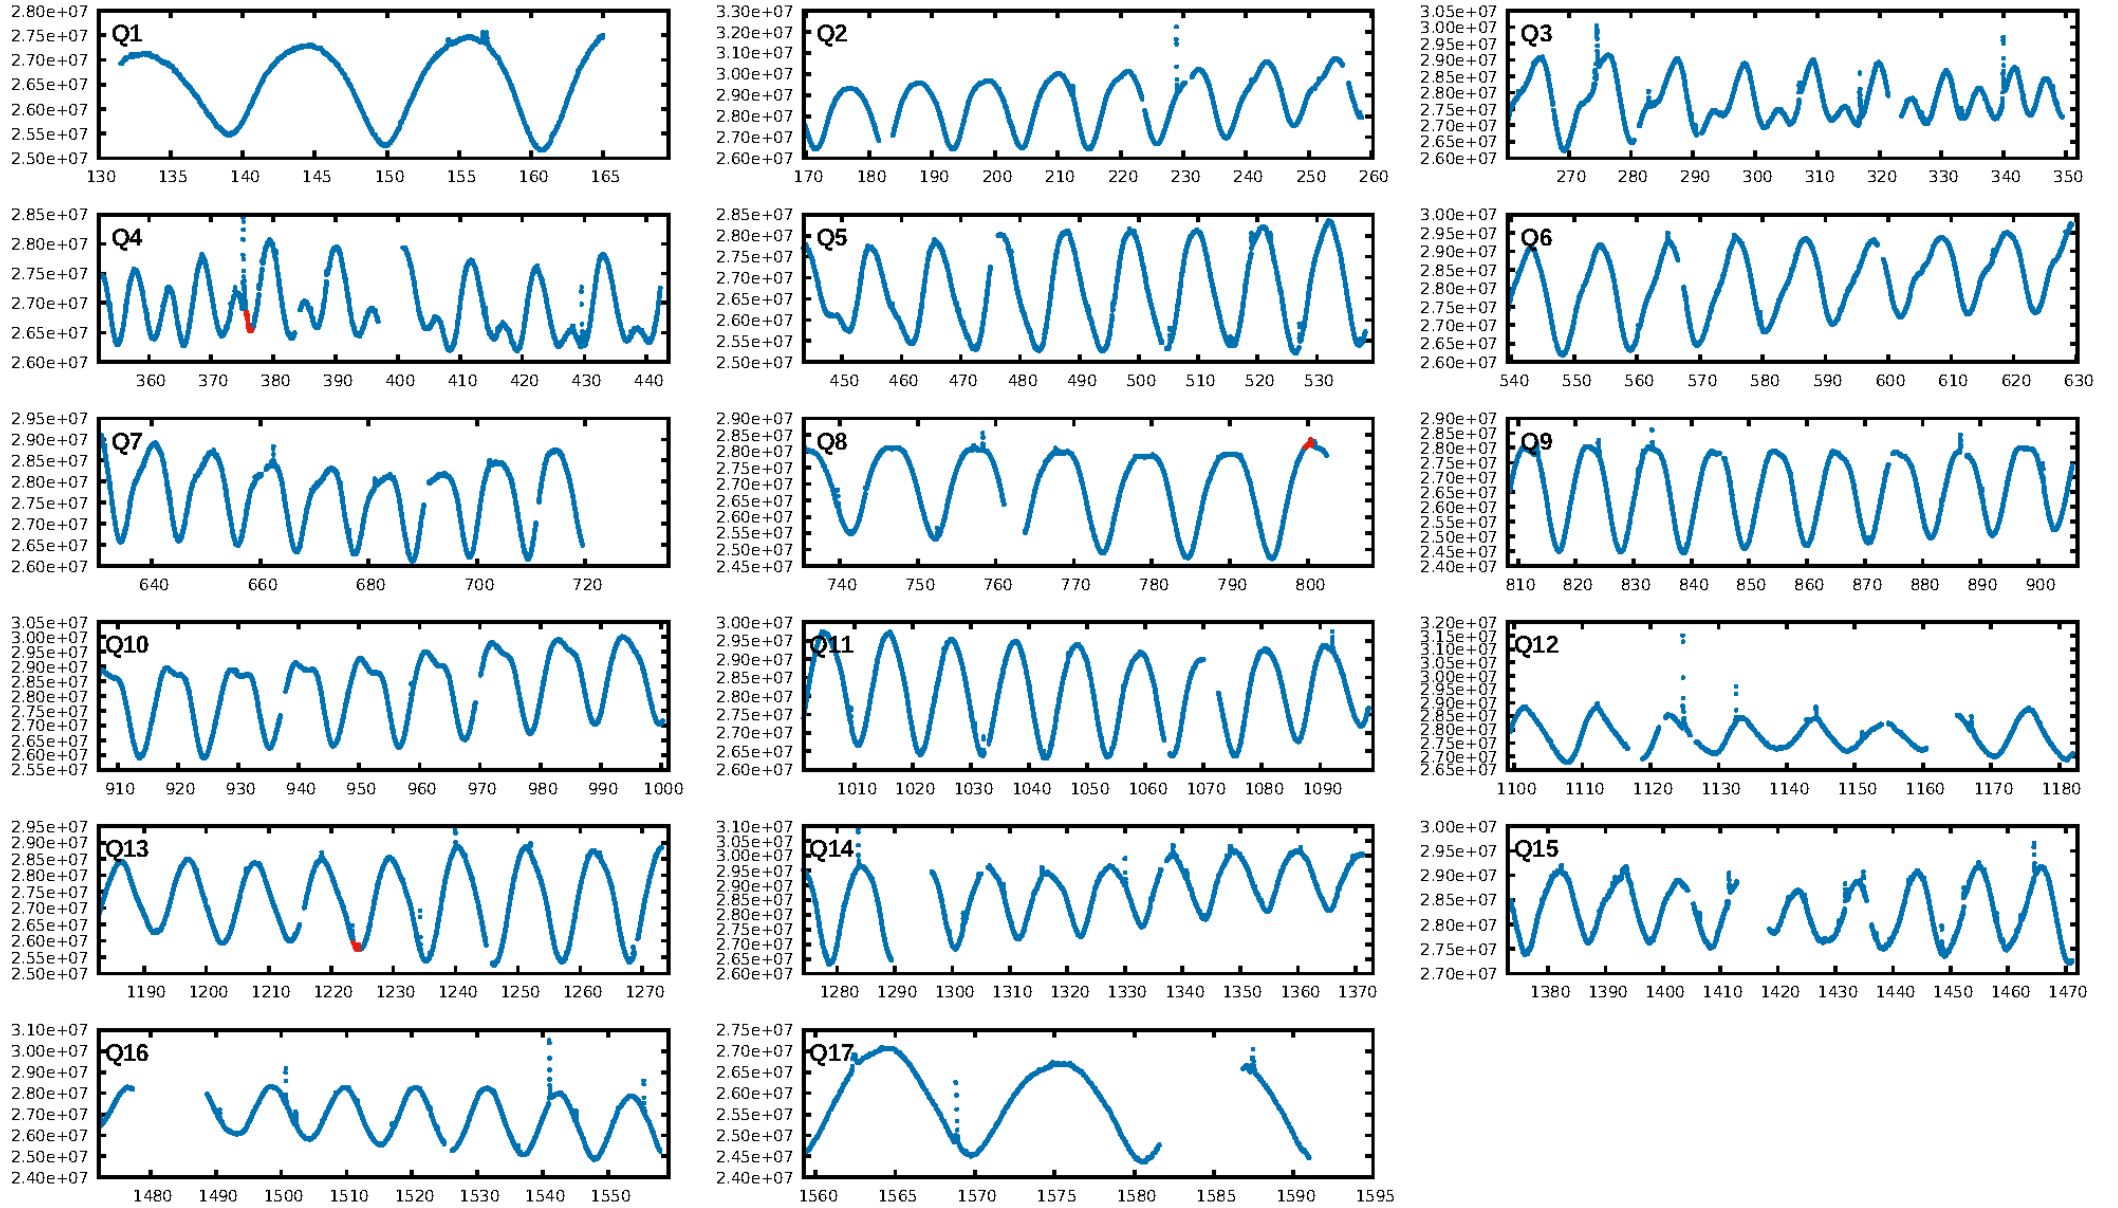 Q1
2.80e+07
2.75e+07
2.70e+07
2.65e+07
2.60e+07
2.55e+07
2.50e+07
130 135 140 145 150 155 160 165
Q2
3.30e+07
3.20e+07
3.10e+07
3.00e+07
2.90e+07
2.80e+07
2.70e+07
2.60e+07
170 180 190 200 210 220 230 240 250 260
Q3
3.05e+07
3.00e+07
2.95e+07
2.90e+07
2.85e+07
2.80e+07
2.75e+07
2.70e+07
2.65e+07
2.60e+07
270 280 290 300 310 320 330 340 350
Q4
2.85e+07
2.80e+07
2.75e+07
2.70e+07
2.65e+07
2.60e+07
360 370 380 390 400 410 420 430 440
Q5
2.85e+07
2.80e+07
2.75e+07
2.70e+07
2.65e+07
2.60e+07
2.55e+07
2.50e+07
450 460 470 480 490 500 510 520 530
Q6
3.00e+07
2.95e+07
2.90e+07
2.85e+07
2.80e+07
2.75e+07
2.70e+07
2.65e+07
2.60e+07
540 550 560 570 580 590 600 610 620 630
Q7
2.95e+07
2.90e+07
2.85e+07
2.80e+07
2.75e+07
2.70e+07
2.65e+07
2.60e+07
640 660 680 700 720
Q8
2.90e+07
2.85e+07
2.80e+07
2.75e+07
2.70e+07
2.65e+07
2.60e+07
2.55e+07
2.50e+07
2.45e+07
740 750 760 770 780 790 800
Q9
2.90e+07
2.85e+07
2.80e+07
2.75e+07
2.70e+07
2.65e+07
2.60e+07
2.55e+07
2.50e+07
2.45e+07
2.40e+07
810 820 830 840 850 860 870 880 890 900
Q10
3.05e+07
3.00e+07
2.95e+07
2.90e+07
2.85e+07
2.80e+07
2.75e+07
2.70e+07
2.65e+07
2.60e+07
2.55e+07
910 920 930 940 950 960 970 980 990 1000
Q11
3.00e+07
2.95e+07
2.90e+07
2.85e+07
2.80e+07
2.75e+07
2.70e+07
2.65e+07
2.60e+07
1010 1020 1030 1040 1050 1060 1070 1080 1090
Q12
3.20e+07
3.15e+07
3.10e+07
3.05e+07
3.00e+07
2.95e+07
2.90e+07
2.85e+07
2.80e+07
2.75e+07
2.70e+07
2.65e+07
1100 1110 1120 1130 1140 1150 1160 1170 1180
Q13
2.95e+07
2.90e+07
2.85e+07
2.80e+07
2.75e+07
2.70e+07
2.65e+07
2.60e+07
2.55e+07
2.50e+07
1190 1200 1210 1220 1230 1240 1250 1260 1270
Q14
3.10e+07
3.05e+07
3.00e+07
2.95e+07
2.90e+07
2.85e+07
2.80e+07
2.75e+07
2.70e+07
2.65e+07
2.60e+07
1280 1290 1300 1310 1320 1330 1340 1350 1360 1370
Q15
3.00e+07
2.95e+07
2.90e+07
2.85e+07
2.80e+07
2.75e+07
2.70e+07
1380 1390 1400 1410 1420 1430 1440 1450 1460 1470
Q16
3.10e+07
3.00e+07
2.90e+07
2.80e+07
2.70e+07
2.60e+07
2.50e+07
2.40e+07
1480 1490 1500 1510 1520 1530 1540 1550
Q17
2.75e+07
2.70e+07
2.65e+07
2.60e+07
2.55e+07
2.50e+07
2.45e+07
2.40e+07
1560 1565 1570 1575 1580 1585 1590 1595